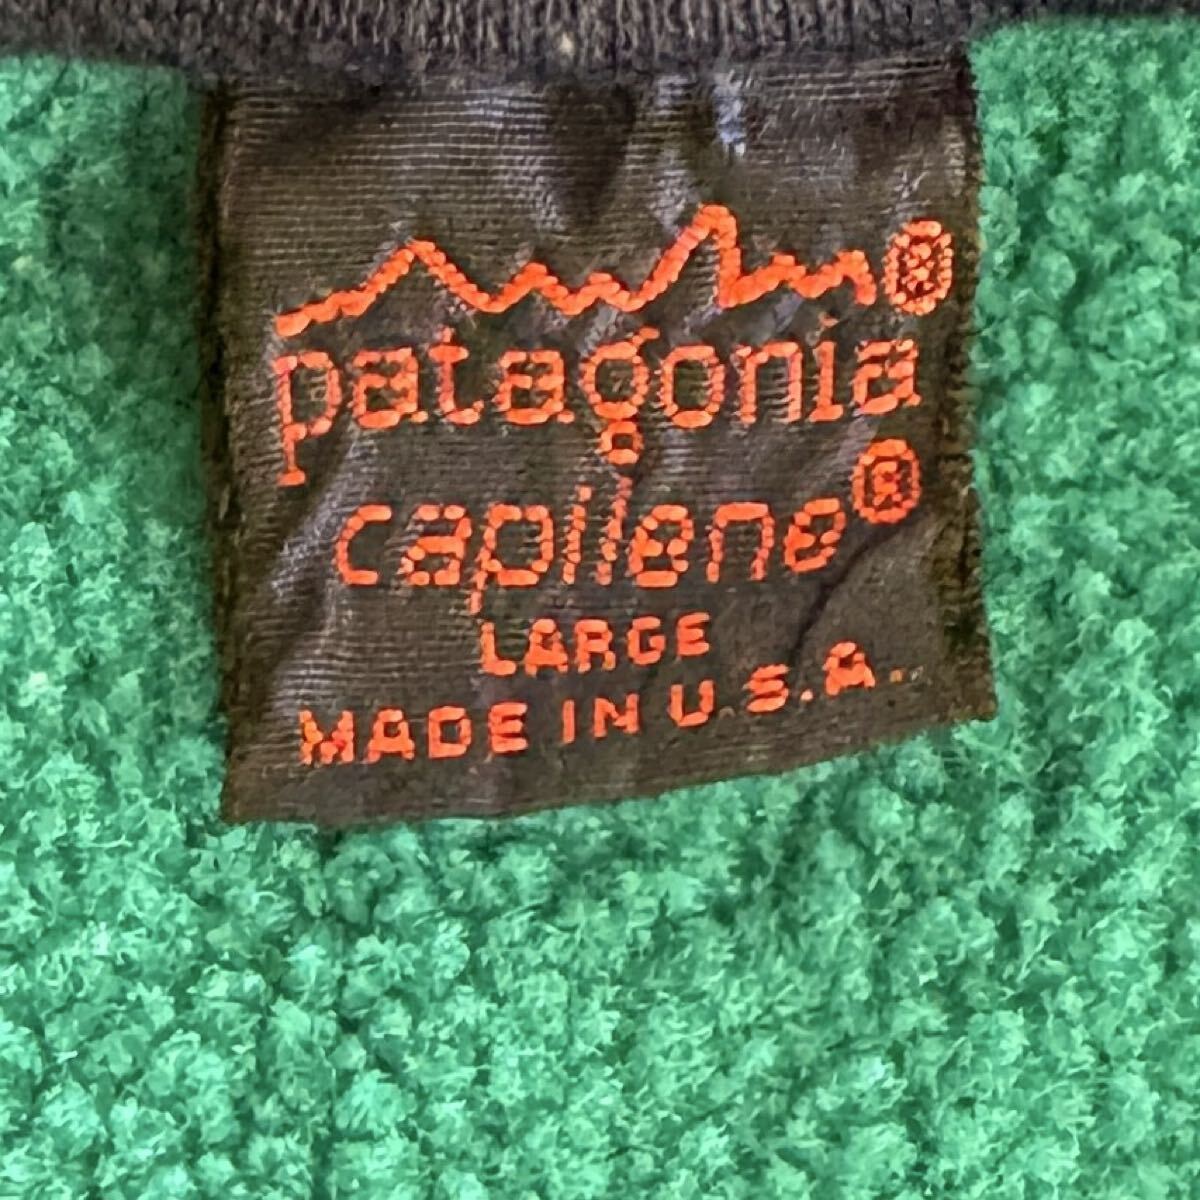 patagonia®
capilene®
LARGE
MADE IN U.S.A.